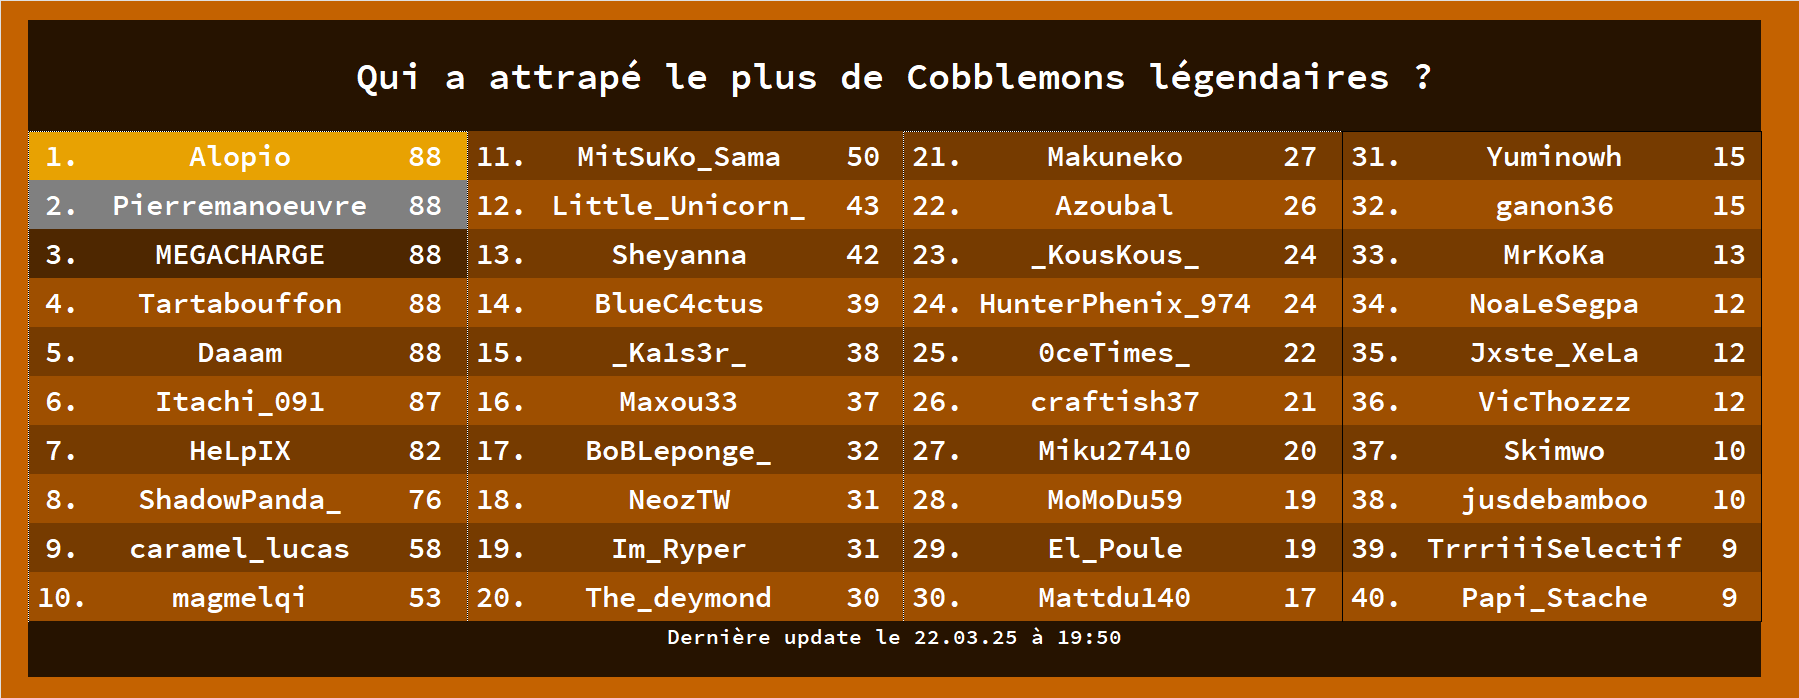 Qui a attrapé le plus de Cobblemons légendaires ?
1. Alopio 88
2. Pierremanoeuvre 88
3. MEGACHARGE 88
4. Tartabouffon 88
5. Daaam 88
6. Itachi_091 87
7. HeLpIX 82
8. ShadowPanda_ 76
9. caramel_lucas 58
10. magmelqi 53
11. MitSuKo_Sama 50
12. Little_Unicorn_ 43
13. Sheyanna 42
14. BlueC4ctus 39
15. _Ka1s3r_ 38
16. Maxou33 37
17. BoBLeponge_ 32
18. NeozTW 31
19. Im_Ryper 31
20. The_deymond 30
21. Makuneko 27
22. Azoubal 26
23. _KousKous_ 24
24. HunterPhenix_974 24
25. 0ceTimes_ 22
26. craftish37 21
27. Miku27410 20
28. MoMoDu59 19
29. El_Poule 19
30. Mattdu140 17
31. Yuminowh 15
32. ganon36 15
33. MrKoKa 13
34. NoaLeSegpa 12
35. Jxste_XeLa 12
36. VicThozzz 12
37. Skimwo 10
38. jusdebamboo 10
39. TrrriiiSelectif 9
40. Papi_Stache 9
Dernière update le 22.03.25 à 19:50